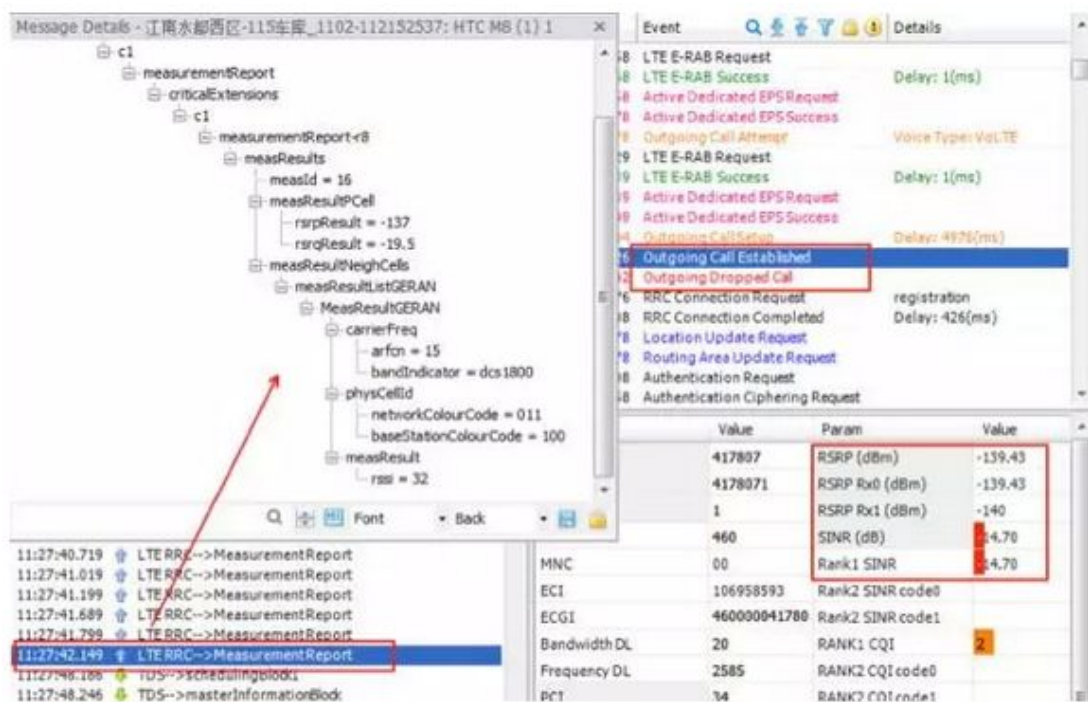 Message Details - 江南水都西区-115车库_1102-112152537: HTC M8 (1) 1
c1
measurementReport
criticalExtensions
c1
measurementReport-r8
measResults
measId = 16
measResultPCell
rsrpResult = -137
rsrqResult = -19.5
measResultNeighCells
measResultListGERAN
MeasResultGERAN
carrierFreq
arfcn = 15
bandIndicator = dcs1800
physCellId
networkColourCode = 011
baseStationColourCode = 100
measResult
rssi = 32
Font Back
11:27:40.719 LTE RRC-->MeasurementReport
11:27:41.019 LTE RRC-->MeasurementReport
11:27:41.199 LTE RRC-->MeasurementReport
11:27:41.689 LTE RRC-->MeasurementReport
11:27:41.799 LTE RRC-->MeasurementReport
11:27:42.149 LTE RRC-->MeasurementReport
11:27:48.186 TDS-->schedulingBlock1
11:27:48.246 TDS-->masterInformationBlock
Event Details
LTE E-RAB Request
LTE E-RAB Success Delay: 1(ms)
Active Dedicated EPS Request
Active Dedicated EPS Success
Outgoing Call Attempt Voice Type: VoLTE
LTE E-RAB Request
LTE E-RAB Success Delay: 1(ms)
Active Dedicated EPS Request
Active Dedicated EPS Success
Outgoing Call Setup Delay: 4976(ms)
Outgoing Call Established
Outgoing Dropped Call
RRC Connection Request registration
RRC Connection Completed Delay: 426(ms)
Location Update Request
Routing Area Update Request
Authentication Request
Authentication Ciphering Request
Value Param Value
417807 RSRP (dBm) -139.43
4178071 RSRP Rx0 (dBm) -139.43
1 RSRP Rx1 (dBm) -140
460 SINR (dB) -14.70
MNC 00 Rank1 SINR -14.70
ECI 106958593 Rank2 SINR code0
ECGI 460000041780 Rank2 SINR code1
Bandwidth DL 20 RANK1 CQI 2
Frequency DL 2585 RANK2 CQI code0
PCI 34 RANK2 CQI code1